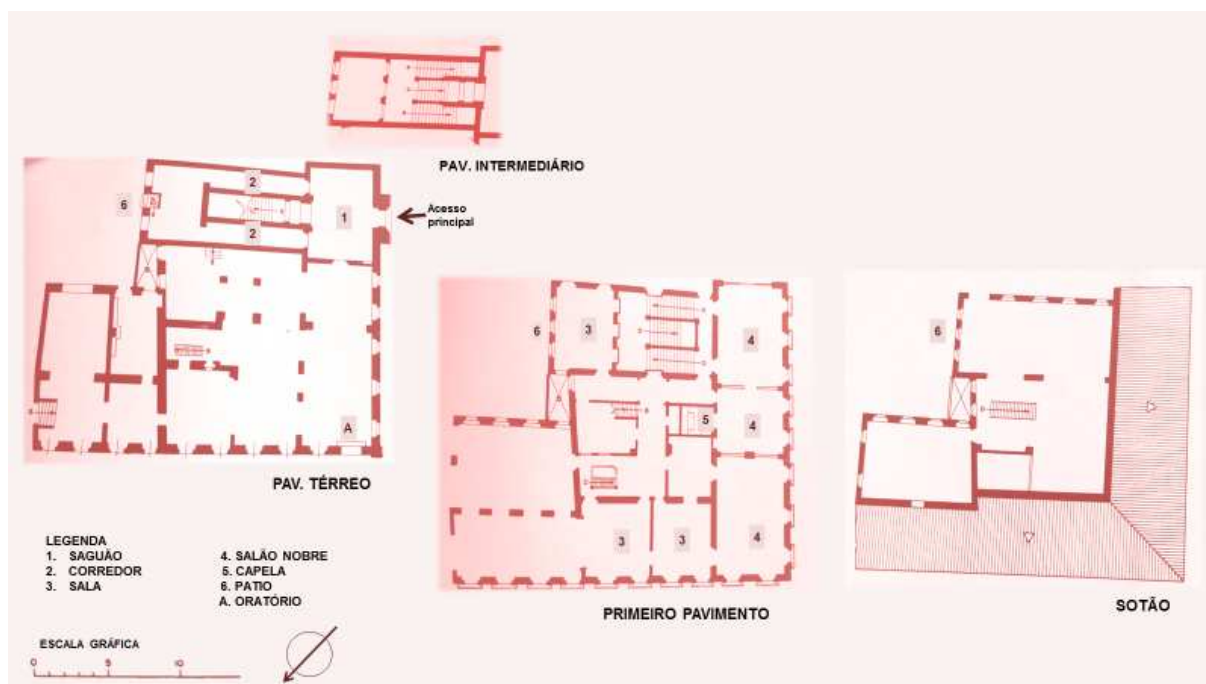 PAV. INTERMEDIÁRIO
2
6
1
Acesso
principal
2
A
PAV. TÉRREO
6
3
4
5
4
3
3
4
PRIMEIRO PAVIMENTO
6
SOTÃO
LEGENDA
1. SAGUÃO
2. CORREDOR
3. SALA
4. SALÃO NOBRE
5. CAPELA
6. PATIO
A. ORATÓRIO
ESCALA GRÁFICA
0 5 10